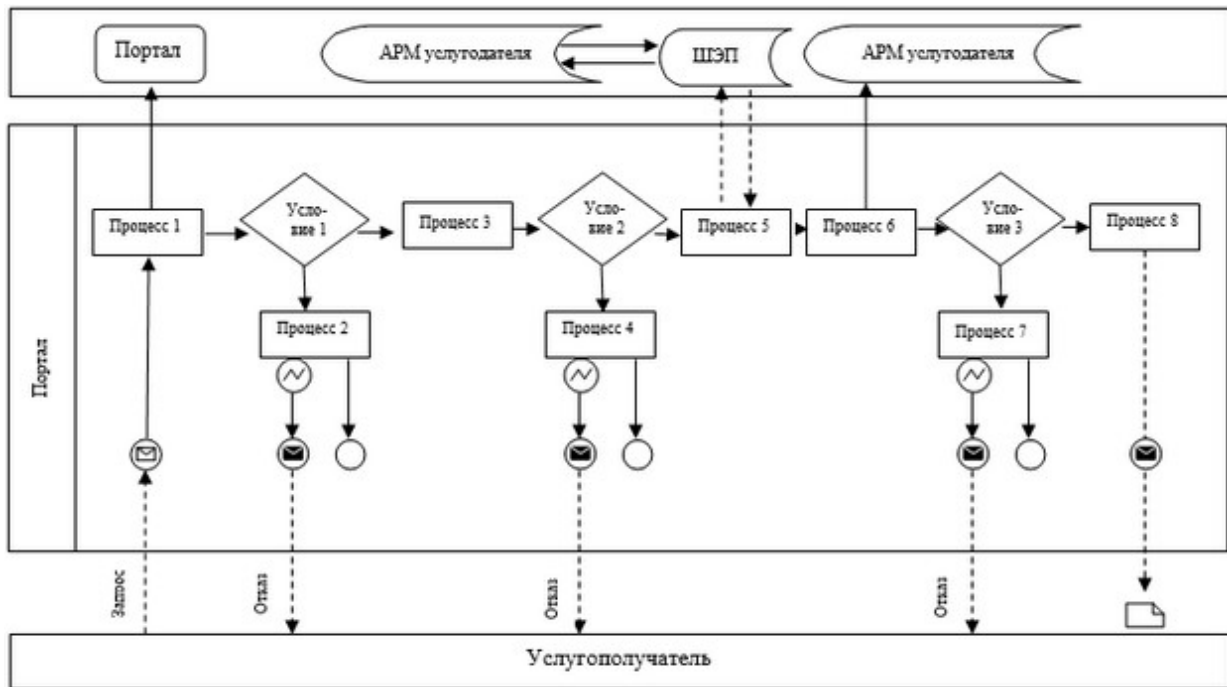 Портал
АРМ услугодателя
ШЭП
АРМ услугодателя
Портал
Процесс 1
Усло-
вие 1
Процесс 3
Усло-
вие 2
Процесс 5
Процесс 6
Усло-
вие 3
Процесс 8
Процесс 2
Процесс 4
Процесс 7
Запрос
Отказ
Отказ
Отказ
Услугополучатель